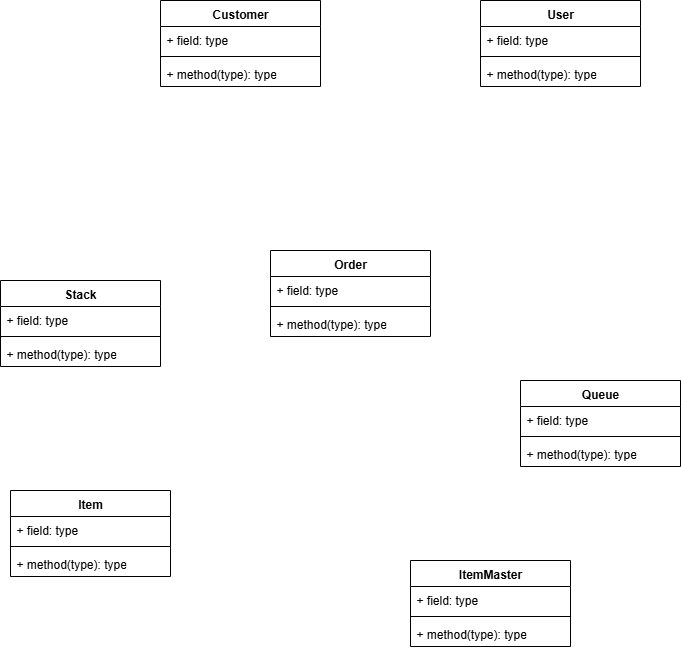 Customer
+ field: type
+ method(type): type
User
+ field: type
+ method(type): type
Order
+ field: type
+ method(type): type
Stack
+ field: type
+ method(type): type
Queue
+ field: type
+ method(type): type
Item
+ field: type
+ method(type): type
ItemMaster
+ field: type
+ method(type): type